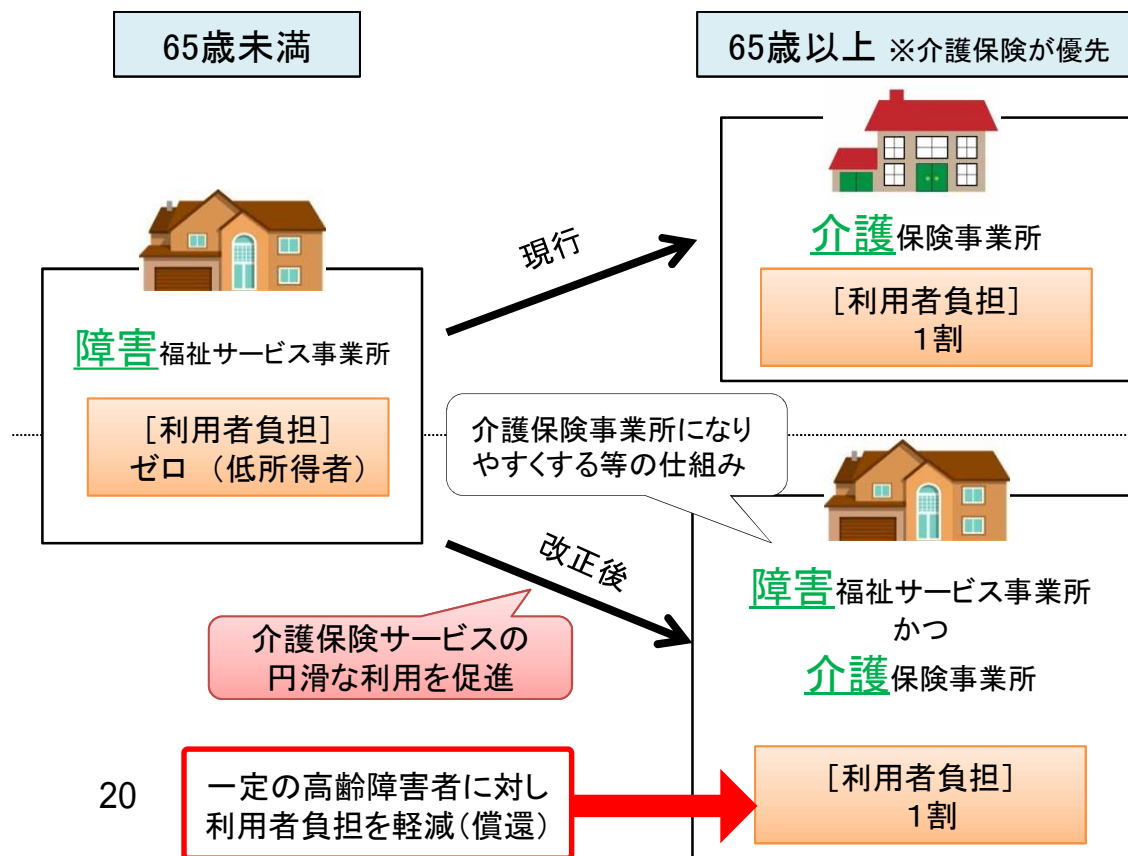 65歳未満
65歳以上 ※介護保険が優先
現行
介護保険事業所
[利用者負担]
1割
障害福祉サービス事業所
[利用者負担]
ゼロ （低所得者）
介護保険事業所になり
やすくする等の仕組み
改正後
介護保険サービスの
円滑な利用を促進
障害福祉サービス事業所
かつ
介護保険事業所
一定の高齢障害者に対し
利用者負担を軽減（償還）
[利用者負担]
1割
20